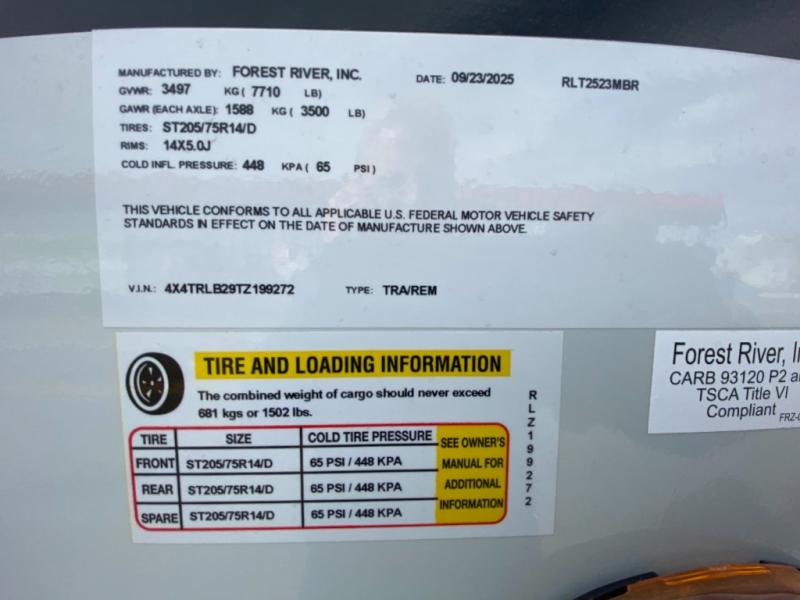 MANUFACTURED BY: FOREST RIVER, INC. DATE: 09/23/2025 RLT2523MBR
GVWR: 3497 KG ( 7710 LB)
GAWR (EACH AXLE): 1588 KG ( 3500 LB)
TIRES: ST205/75R14/D
RIMS: 14X5.0J
COLD INFL. PRESSURE: 448 KPA ( 65 PSI )
THIS VEHICLE CONFORMS TO ALL APPLICABLE U.S. FEDERAL MOTOR VEHICLE SAFETY
STANDARDS IN EFFECT ON THE DATE OF MANUFACTURE SHOWN ABOVE.
V.I.N.: 4X4TRLB29TZ199272 TYPE: TRA/REM
TIRE AND LOADING INFORMATION
The combined weight of cargo should never exceed
681 kgs or 1502 lbs.
TIRE SIZE COLD TIRE PRESSURE
FRONT ST205/75R14/D 65 PSI / 448 KPA
REAR ST205/75R14/D 65 PSI / 448 KPA
SPARE ST205/75R14/D 65 PSI / 448 KPA
SEE OWNER'S
MANUAL FOR
ADDITIONAL
INFORMATION
RLZ199272
Forest River, I
CARB 93120 P2 a
TSCA Title VI
Compliant FRZ-